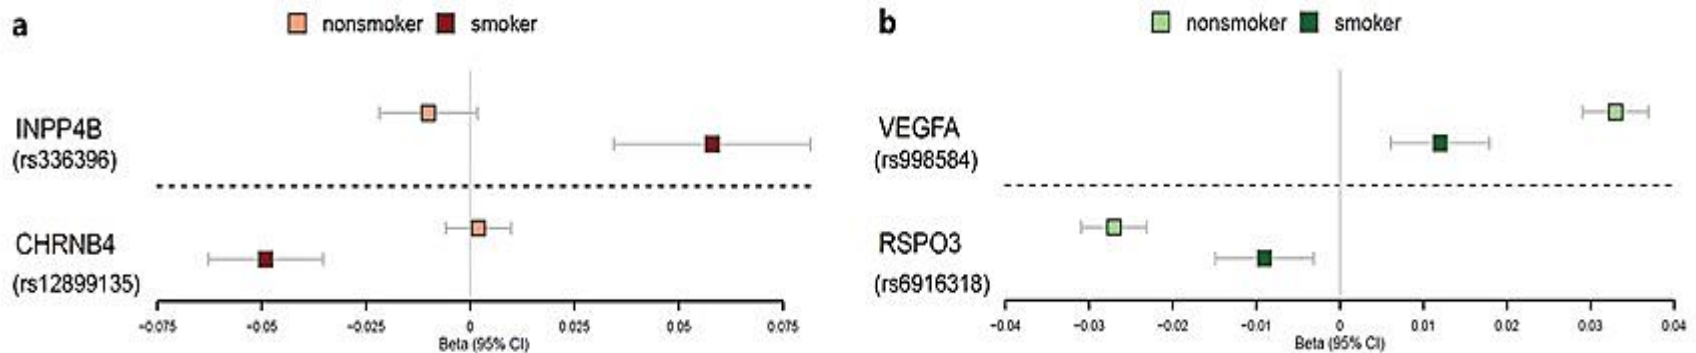 a
nonsmoker smoker
INPP4B
(rs336396)
CHRNB4
(rs12899135)
−0.075 −0.05 −0.025 0 0.025 0.05 0.075
Beta (95% CI)
b
nonsmoker smoker
VEGFA
(rs998584)
RSPO3
(rs6916318)
−0.04 −0.03 −0.02 −0.01 0 0.01 0.02 0.03 0.04
Beta (95% CI)